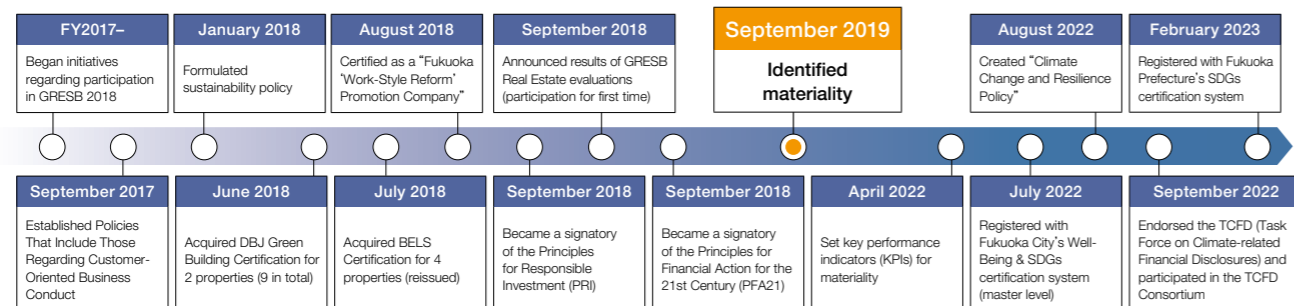 FY2017–
Began initiatives
regarding participation
in GRESB 2018
January 2018
Formulated
sustainability policy
August 2018
Certified as a “Fukuoka
‘Work-Style Reform’
Promotion Company”
September 2018
Announced results of GRESB
Real Estate evaluations
(participation for first time)
September 2019
Identified
materiality
August 2022
Created “Climate
Change and Resilience
Policy”
February 2023
Registered with Fukuoka
Prefecture’s SDGs
certification system
September 2017
Established Policies
That Include Those
Regarding Customer-
Oriented Business
Conduct
June 2018
Acquired DBJ Green
Building Certification for
2 properties (9 in total)
July 2018
Acquired BELS
Certification for 4
properties (reissued)
September 2018
Became a signatory
of the Principles
for Responsible
Investment (PRI)
September 2018
Became a signatory
of the Principles for
Financial Action for the
21st Century (PFA21)
April 2022
Set key performance
indicators (KPIs) for
materiality
July 2022
Registered with
Fukuoka City’s Well-
Being & SDGs
certification system
(master level)
September 2022
Endorsed the TCFD (Task
Force on Climate-related
Financial Disclosures) and
participated in the TCFD
Consortium